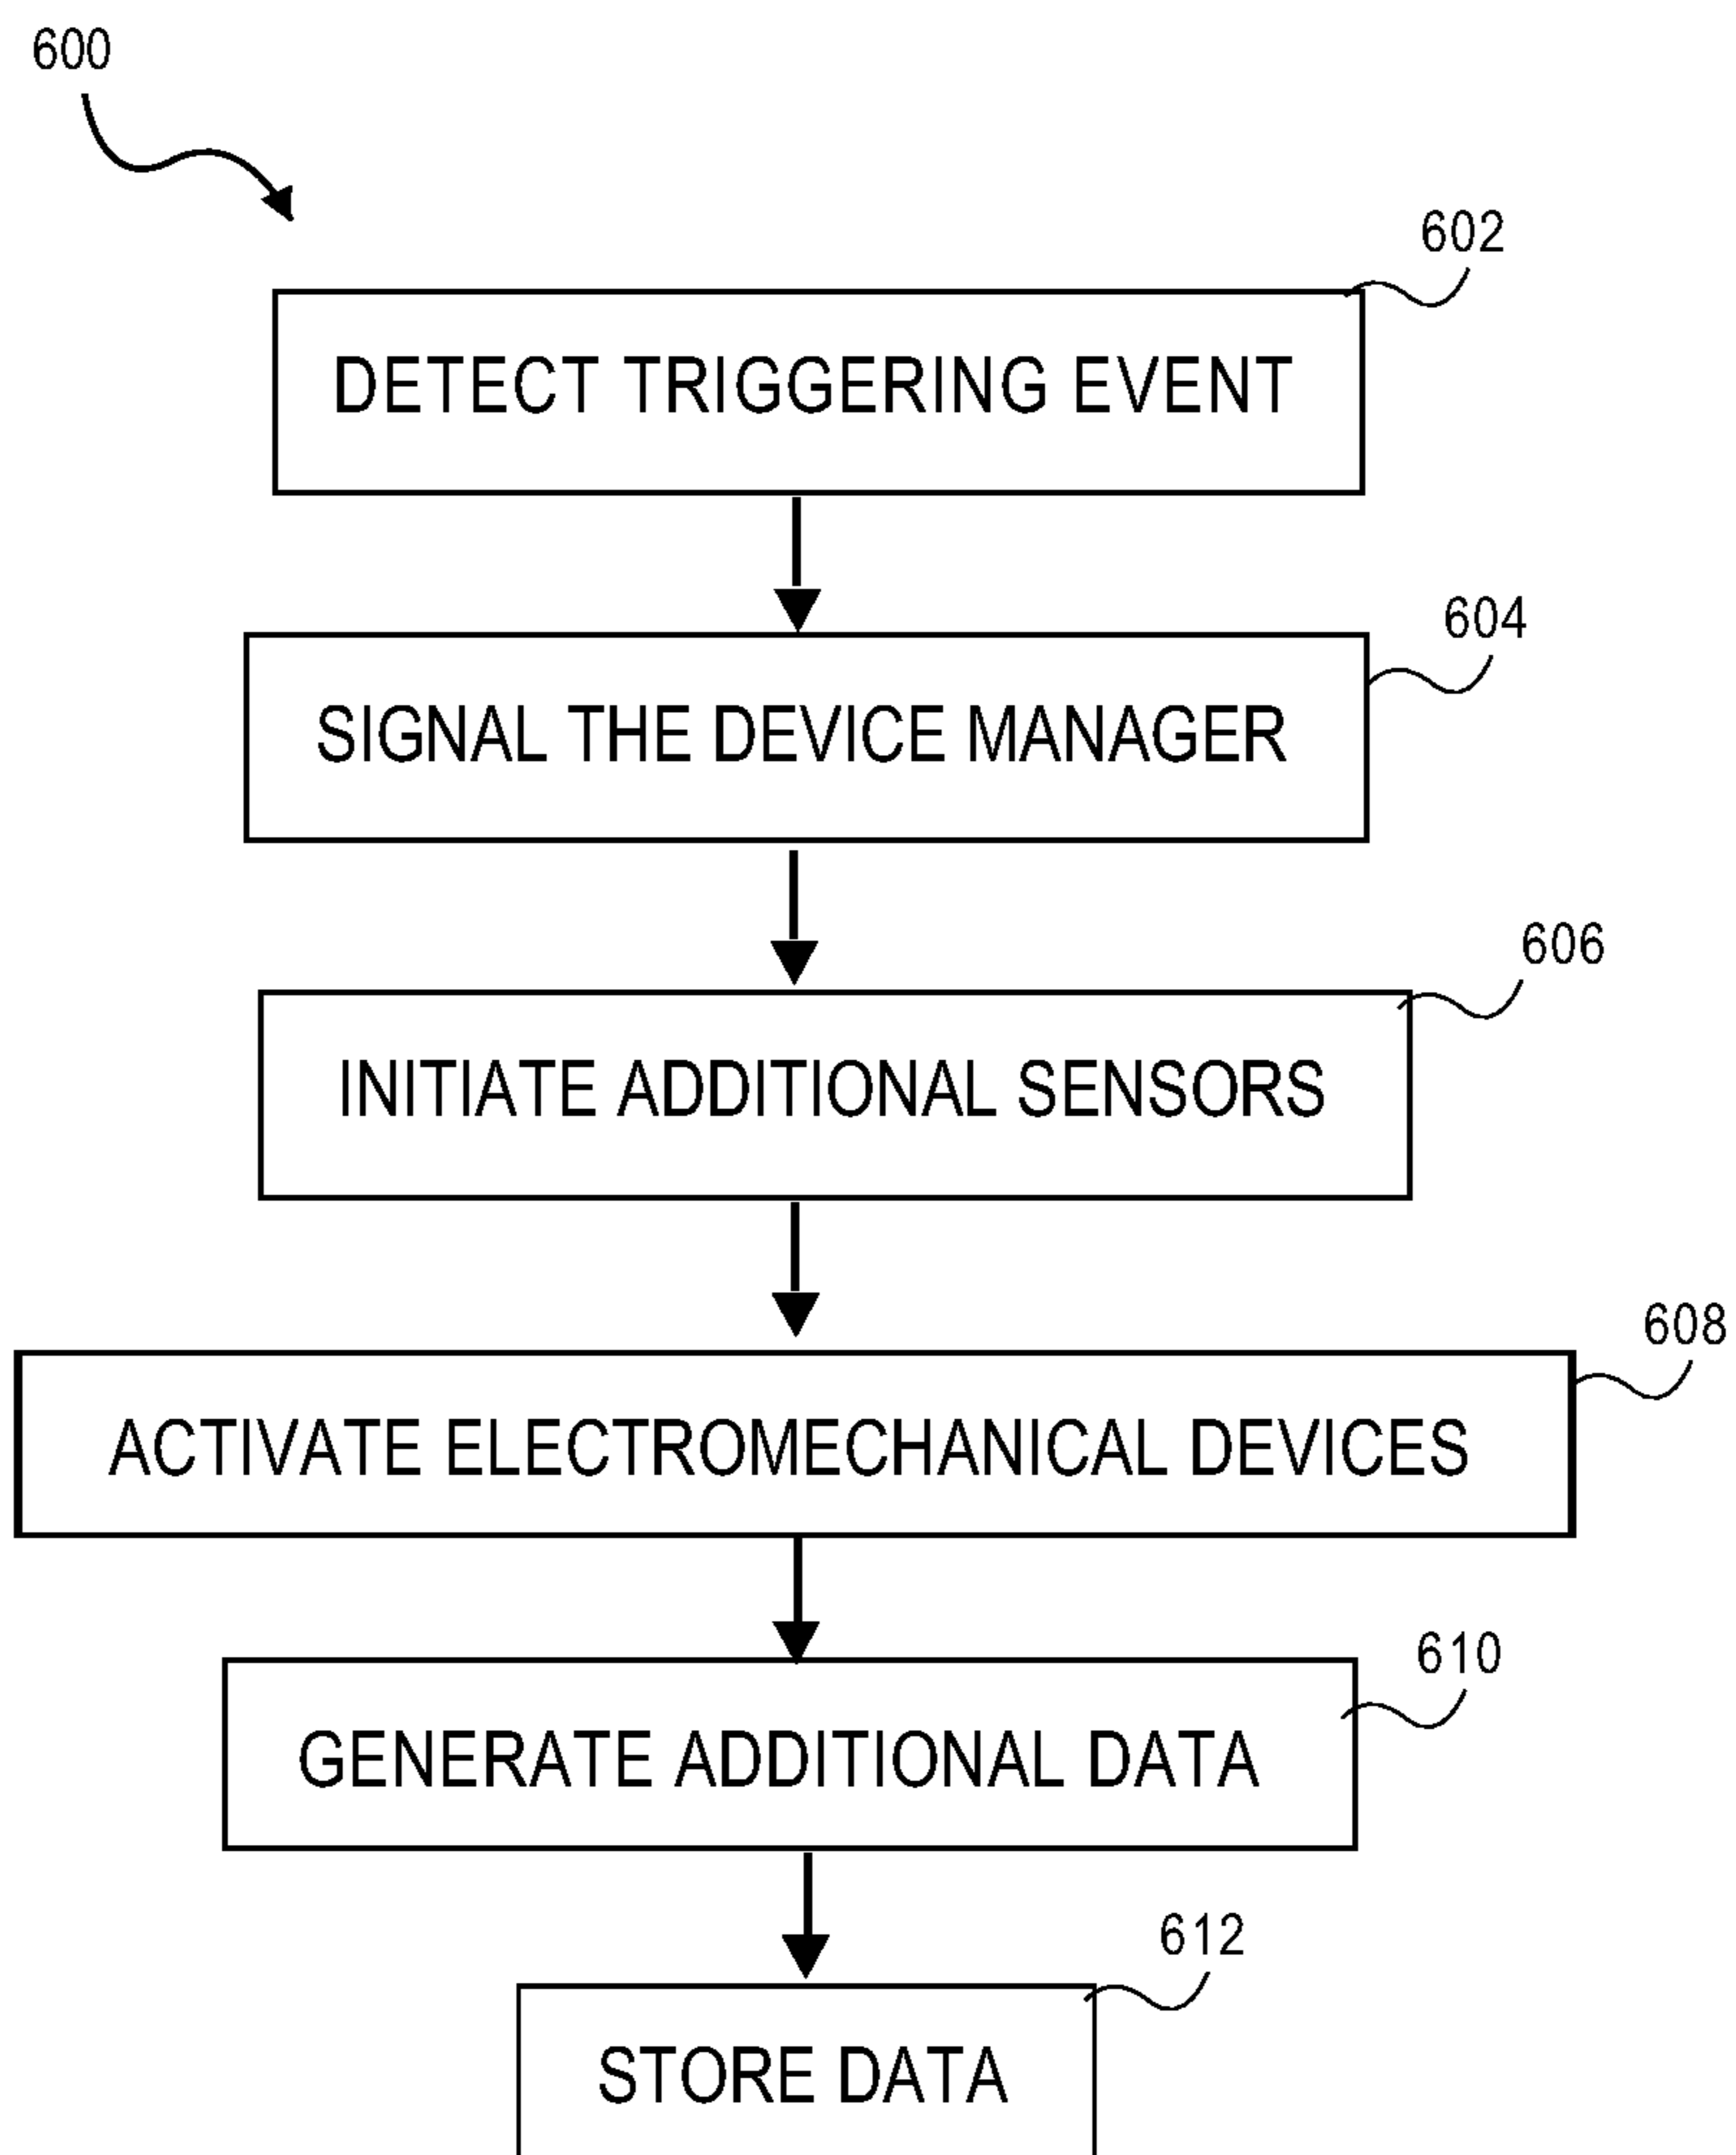 600
602
DETECT TRIGGERING EVENT
604
SIGNAL THE DEVICE MANAGER
606
INITIATE ADDITIONAL SENSORS
608
ACTIVATE ELECTROMECHANICAL DEVICES
610
GENERATE ADDITIONAL DATA
612
STORE DATA